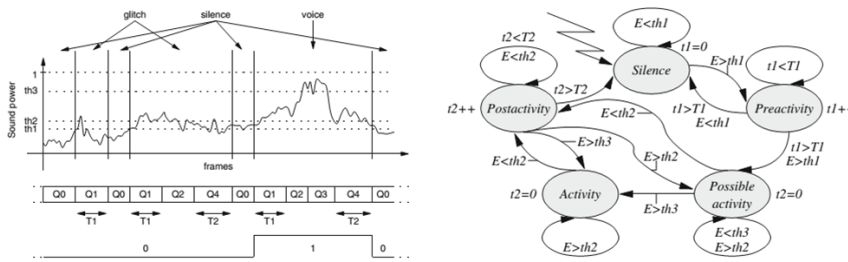 glitch silence voice
1
th3
th2
th1
Sound power
frames
Q0 Q1 Q0 Q1 Q2 Q4 Q0 Q1 Q2 Q3 Q4 Q0
T1 T1 T2 T1 T2
0 1 0
E<th1
t1=0
Silence
t2<T2
E<th2
t2>T2
E>th1
t1<T1
Postactivity
t2++
Preactivity
t1+
E<th2
t1>T1
E<th1
t1>T1
E>th1
E>th3
E>th2
E<th2
t2=0
Activity
E>th3
Possible
activity
t2=0
E>th2
E<th3
E>th2